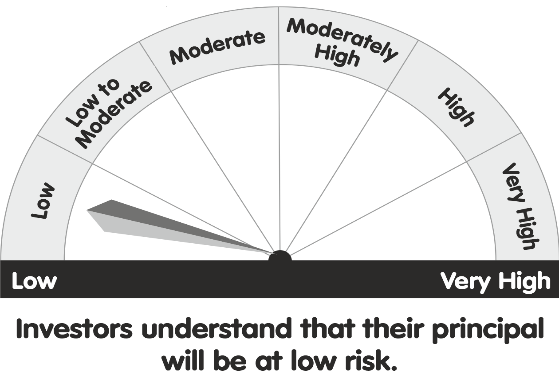 Low
Low to
Moderate
Moderate
Moderately
High
High
Very High
Low
Very High
Investors understand that their principal
will be at low risk.